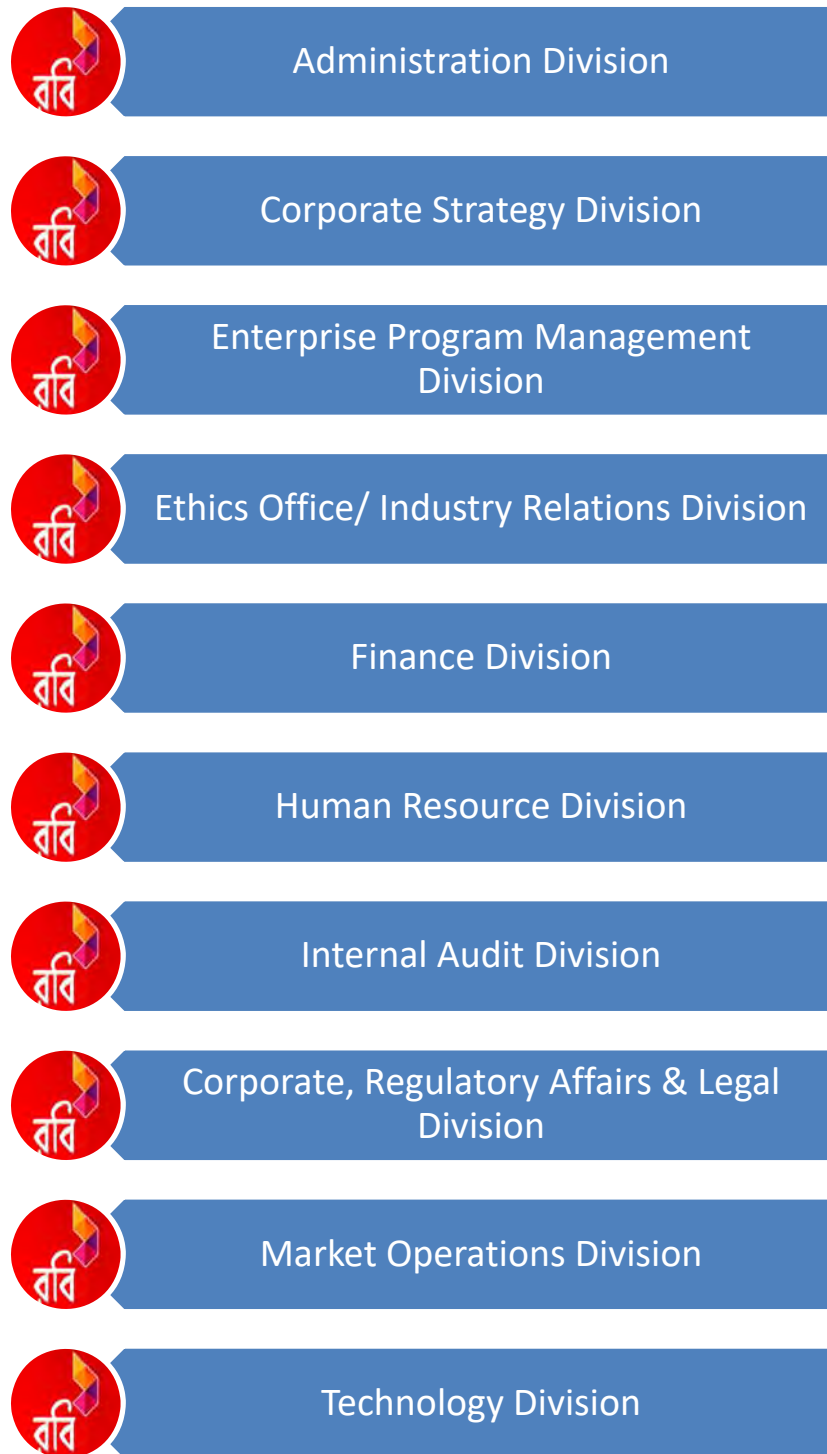 রবি
Administration Division
রবি
Corporate Strategy Division
রবি
Enterprise Program Management
Division
রবি
Ethics Office/ Industry Relations Division
রবি
Finance Division
রবি
Human Resource Division
রবি
Internal Audit Division
রবি
Corporate, Regulatory Affairs & Legal
Division
রবি
Market Operations Division
রবি
Technology Division